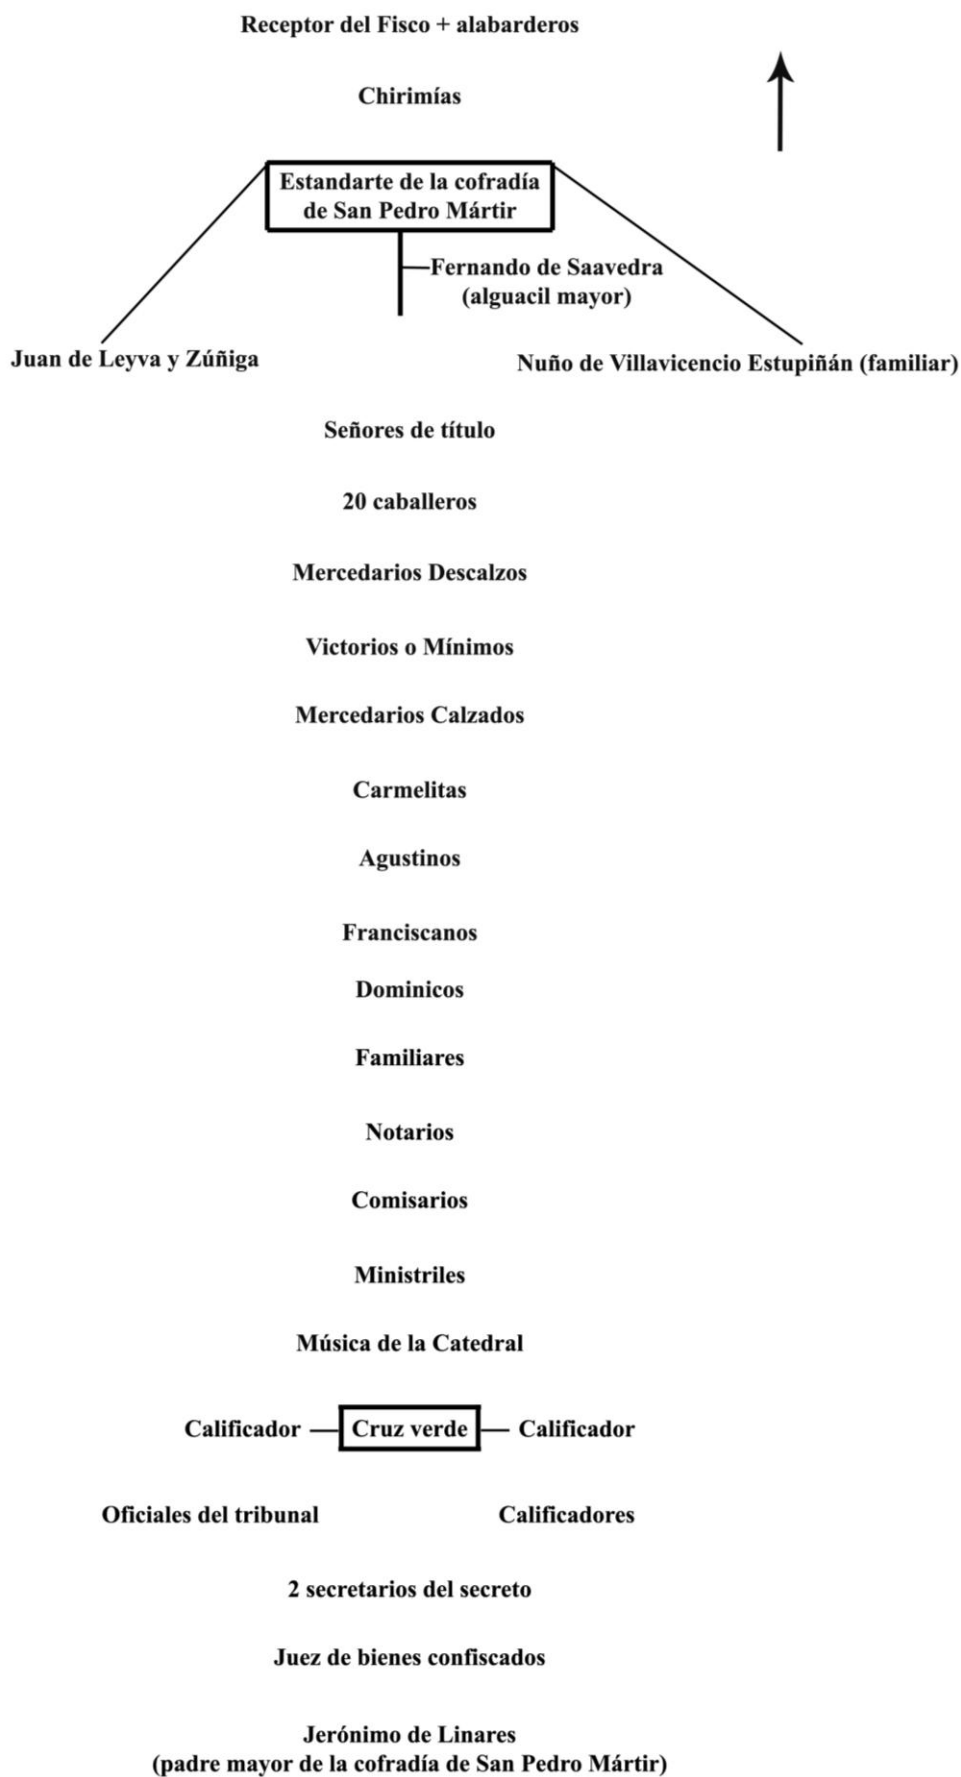 Receptor del Fisco + alabarderos
Chirimías
Estandarte de la cofradía
de San Pedro Mártir
Fernando de Saavedra
(alguacil mayor)
Juan de Leyva y Zúñiga
Nuño de Villavicencio Estupiñán (familiar)
Señores de título
20 caballeros
Mercedarios Descalzos
Victorios o Mínimos
Mercedarios Calzados
Carmelitas
Agustinos
Franciscanos
Dominicos
Familiares
Notarios
Comisarios
Ministriles
Música de la Catedral
Calificador Cruz verde Calificador
Oficiales del tribunal Calificadores
2 secretarios del secreto
Juez de bienes confiscados
Jerónimo de Linares
(padre mayor de la cofradía de San Pedro Mártir)